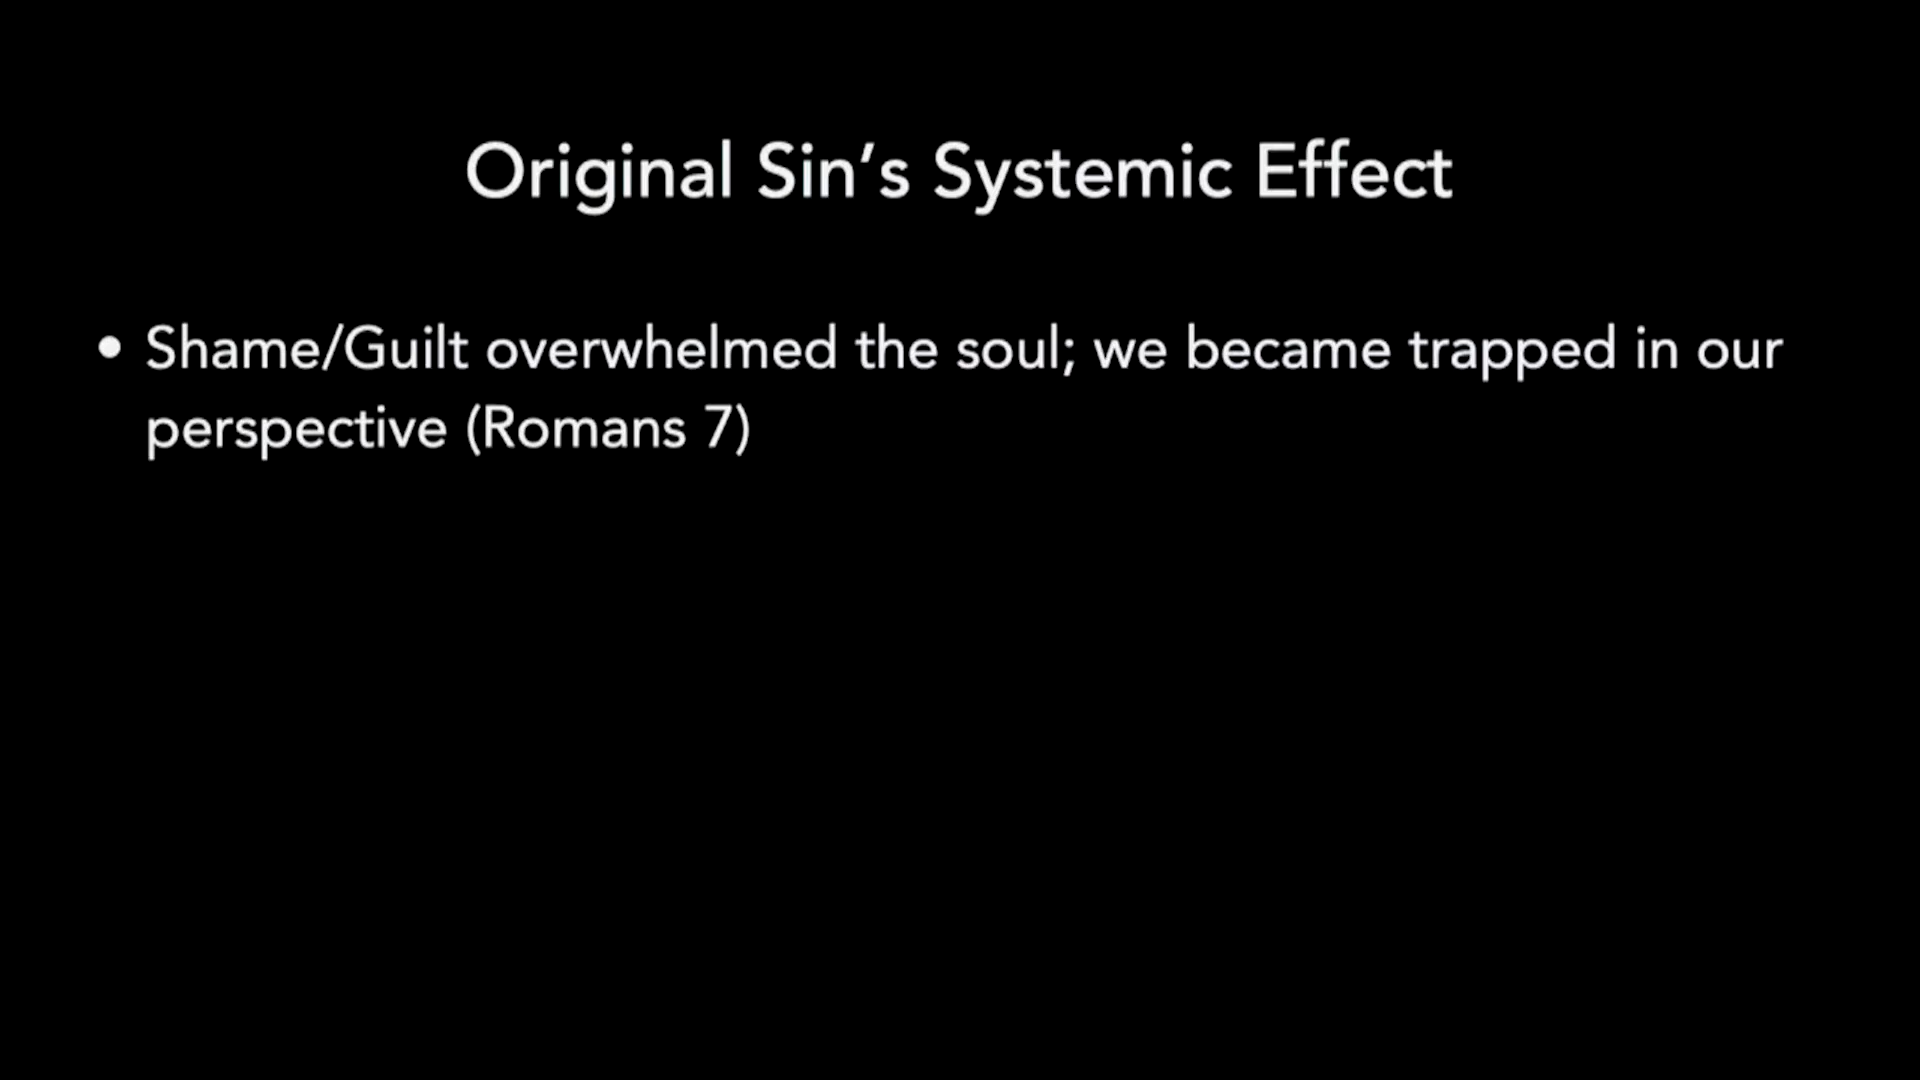 Original Sin’s Systemic Effect
• Shame/Guilt overwhelmed the soul; we became trapped in our
perspective (Romans 7)